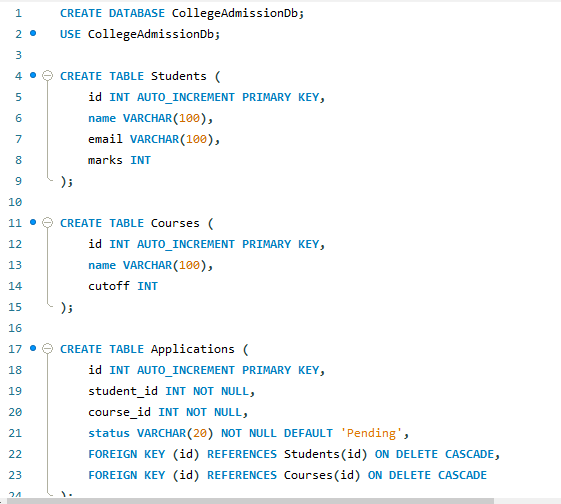 1 CREATE DATABASE CollegeAdmissionDb;
2 USE CollegeAdmissionDb;
3
4 CREATE TABLE Students (
5 id INT AUTO_INCREMENT PRIMARY KEY,
6 name VARCHAR(100),
7 email VARCHAR(100),
8 marks INT
9 );
10
11 CREATE TABLE Courses (
12 id INT AUTO_INCREMENT PRIMARY KEY,
13 name VARCHAR(100),
14 cutoff INT
15 );
16
17 CREATE TABLE Applications (
18 id INT AUTO_INCREMENT PRIMARY KEY,
19 student_id INT NOT NULL,
20 course_id INT NOT NULL,
21 status VARCHAR(20) NOT NULL DEFAULT 'Pending',
22 FOREIGN KEY (id) REFERENCES Students(id) ON DELETE CASCADE,
23 FOREIGN KEY (id) REFERENCES Courses(id) ON DELETE CASCADE
24 );